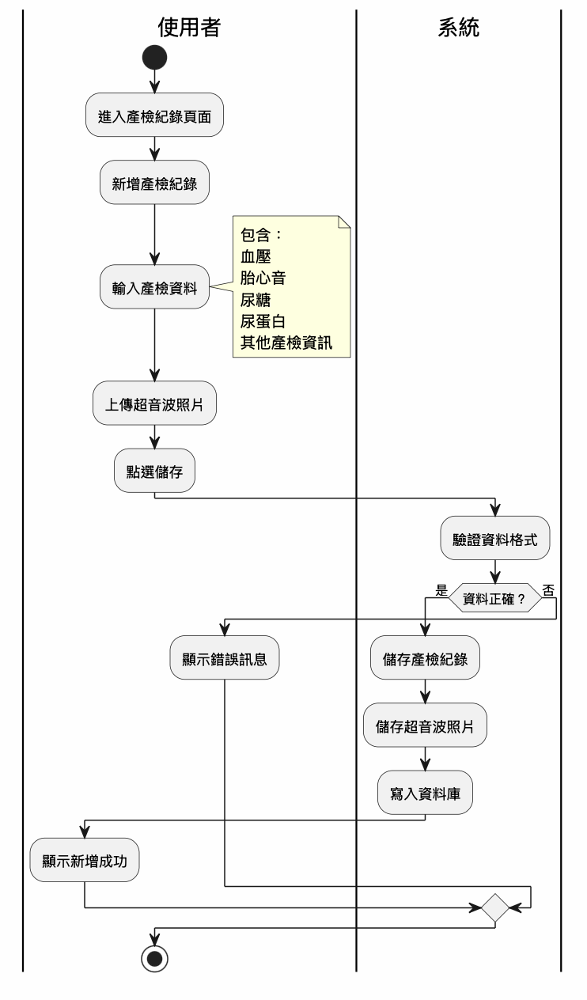 使用者
系統
進入產檢紀錄頁面
新增產檢紀錄
包含：
血壓
胎心音
尿糖
尿蛋白
其他產檢資訊
輸入產檢資料
上傳超音波照片
點選儲存
驗證資料格式
是
資料正確？
否
顯示錯誤訊息
儲存產檢紀錄
儲存超音波照片
寫入資料庫
顯示新增成功